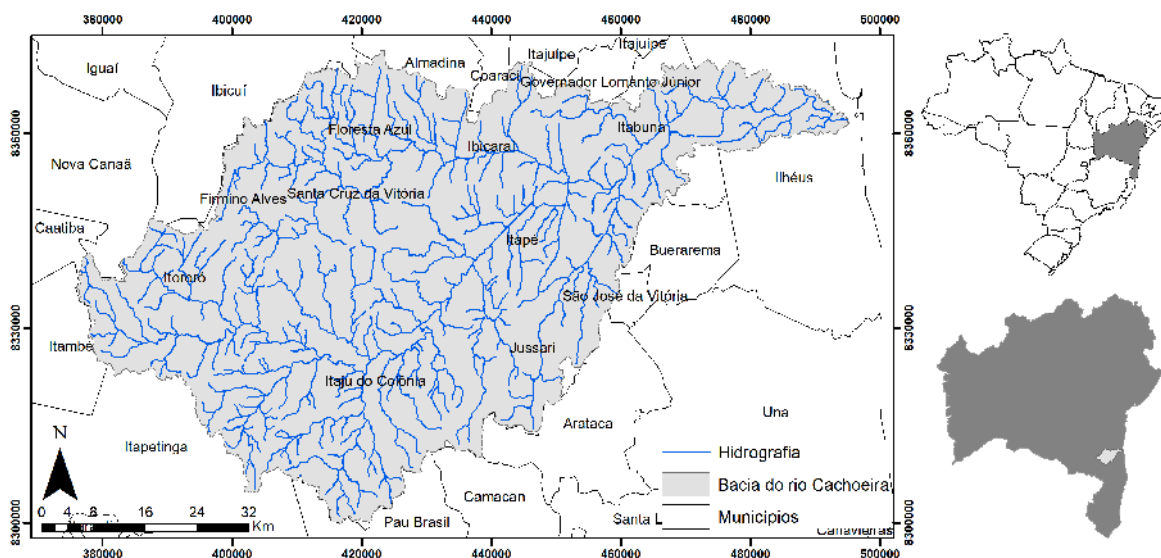 380000 400000 420000 440000 460000 480000 500000
Itajuípe
Itajuípe
Almadina
Iguaí
Coaraci
Ibicuí
Governador Lomanto Júnior
8360000
Floresta Azul
Itabuna
8360000
Ibicaraí
Nova Canaã
Ilhéus
Firmino Alves
Santa Cruz da Vitória
Caatiba
Itapé
Buerarema
Itororó
São José da Vitória
8330000
8330000
Itambé
Jussari
Itaju do Colônia
Una
Arataca
N
Itapetinga
Hidrografia
Bacia do rio Cachoeira
Camacan
0 4 8 16 24 32
Km
Pau Brasil
Santa L
Municípios
Canavieiras
8300000
8300000
380000 400000 420000 440000 460000 480000 500000